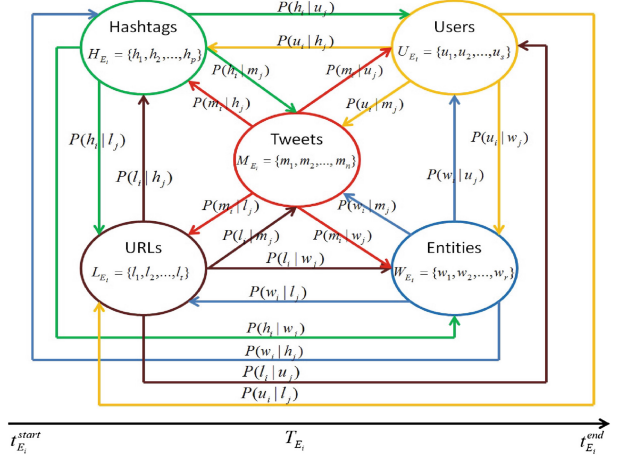 P(h_i | u_j)
Hashtags
H_{E_i} = {h_1, h_2, ..., h_p}
Users
U_{E_i} = {u_1, u_2, ..., u_s}
P(u_i | h_j)
P(h_i | m_j)
P(m_i | u_j)
P(m_i | h_j)
P(u_i | m_j)
Tweets
M_{E_i} = {m_1, m_2, ..., m_n}
P(h_i | l_j)
P(l_i | h_j)
P(u_i | w_j)
P(w_i | u_j)
P(m_i | l_j)
P(w_i | m_j)
P(l_i | m_j)
P(m_i | w_j)
URLs
L_{E_i} = {l_1, l_2, ..., l_t}
P(l_i | w_j)
Entities
W_{E_i} = {w_1, w_2, ..., w_r}
P(w_i | l_j)
P(h_i | w_j)
P(w_i | h_j)
P(l_i | u_j)
P(u_i | l_j)
t_{E_i}^{start} T_{E_i} t_{E_i}^{end}